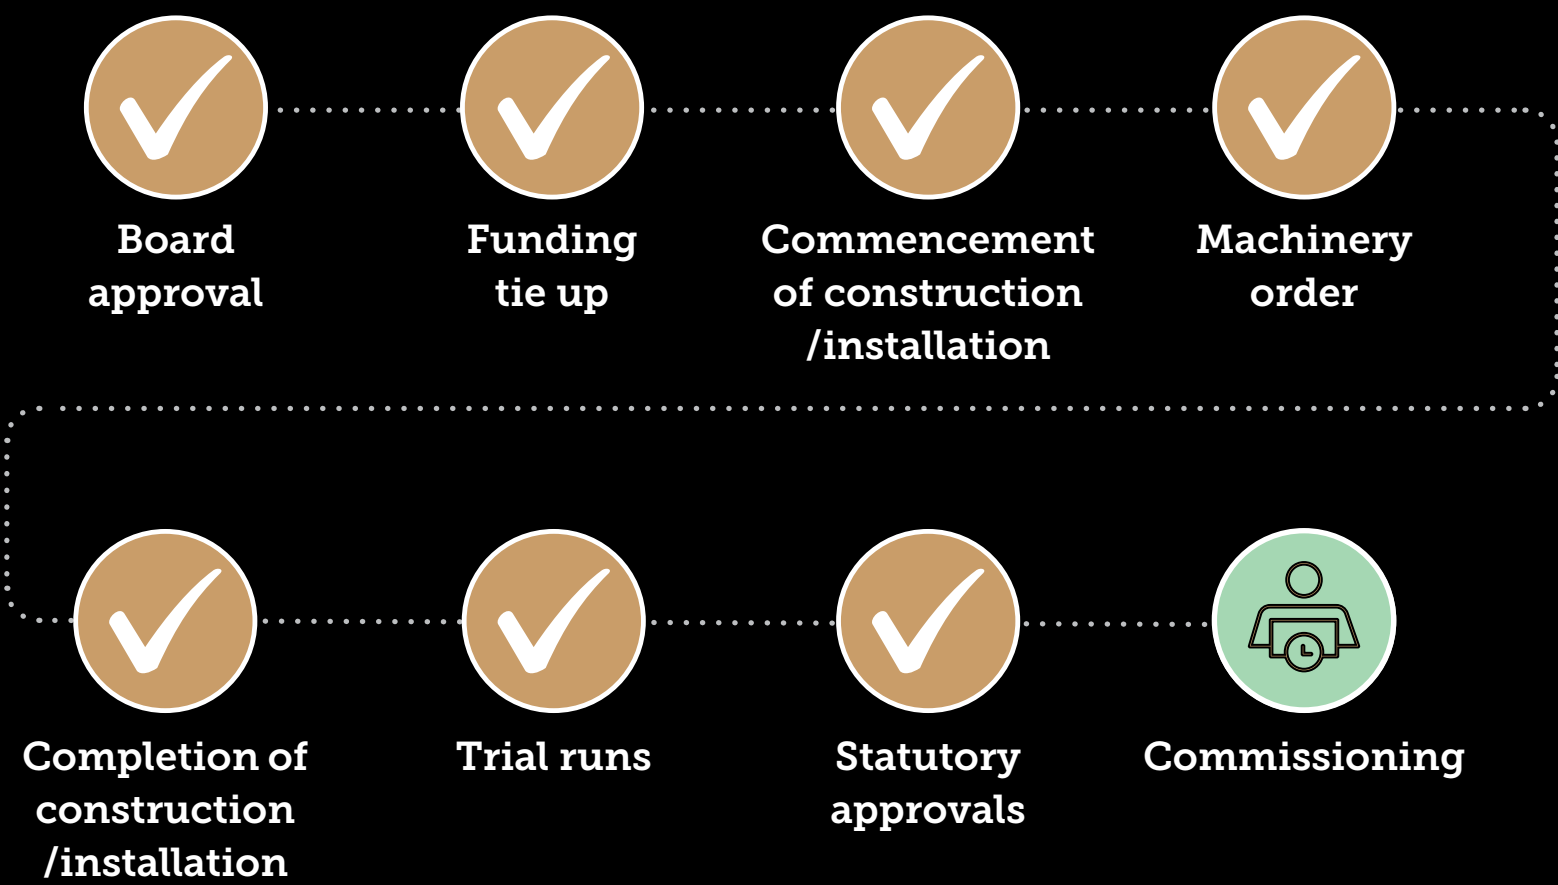 Board
approval
Funding
tie up
Commencement
of construction
/installation
Machinery
order
Completion of
construction
/installation
Trial runs
Statutory
approvals
Commissioning